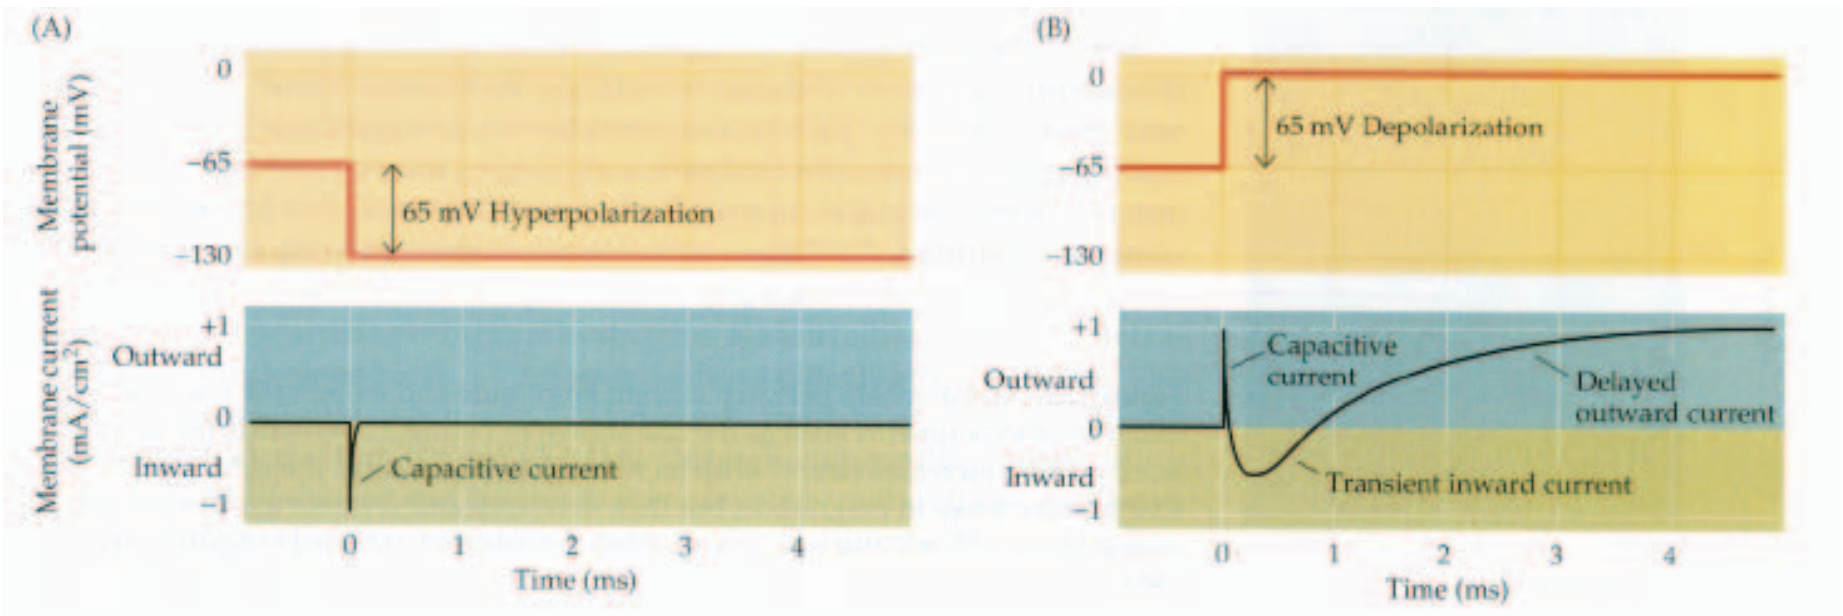 (A)
Membrane
potential (mV)
0
−65
−130
65 mV Hyperpolarization
Membrane current
(mA/cm²)
+1
Outward
0
Inward
−1
Capacitive current
0 1 2 3 4
Time (ms)
(B)
0
−65
−130
65 mV Depolarization
+1
Outward
0
Inward
−1
Capacitive
current
Delayed
outward current
Transient inward current
0 1 2 3 4
Time (ms)